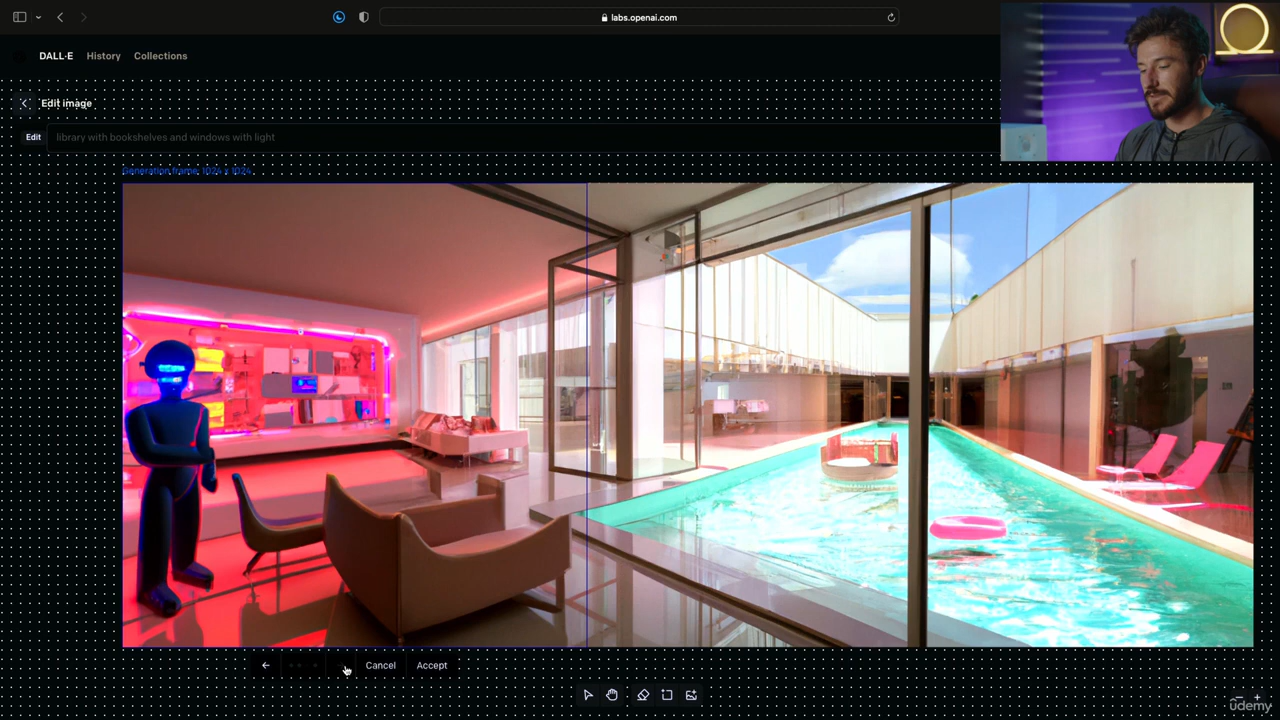 labs.openai.com
DALL·E History Collections
Edit image
Edit library with bookshelves and windows with light
Generation frame: 1024 x 1024
Cancel Accept
ûdemy